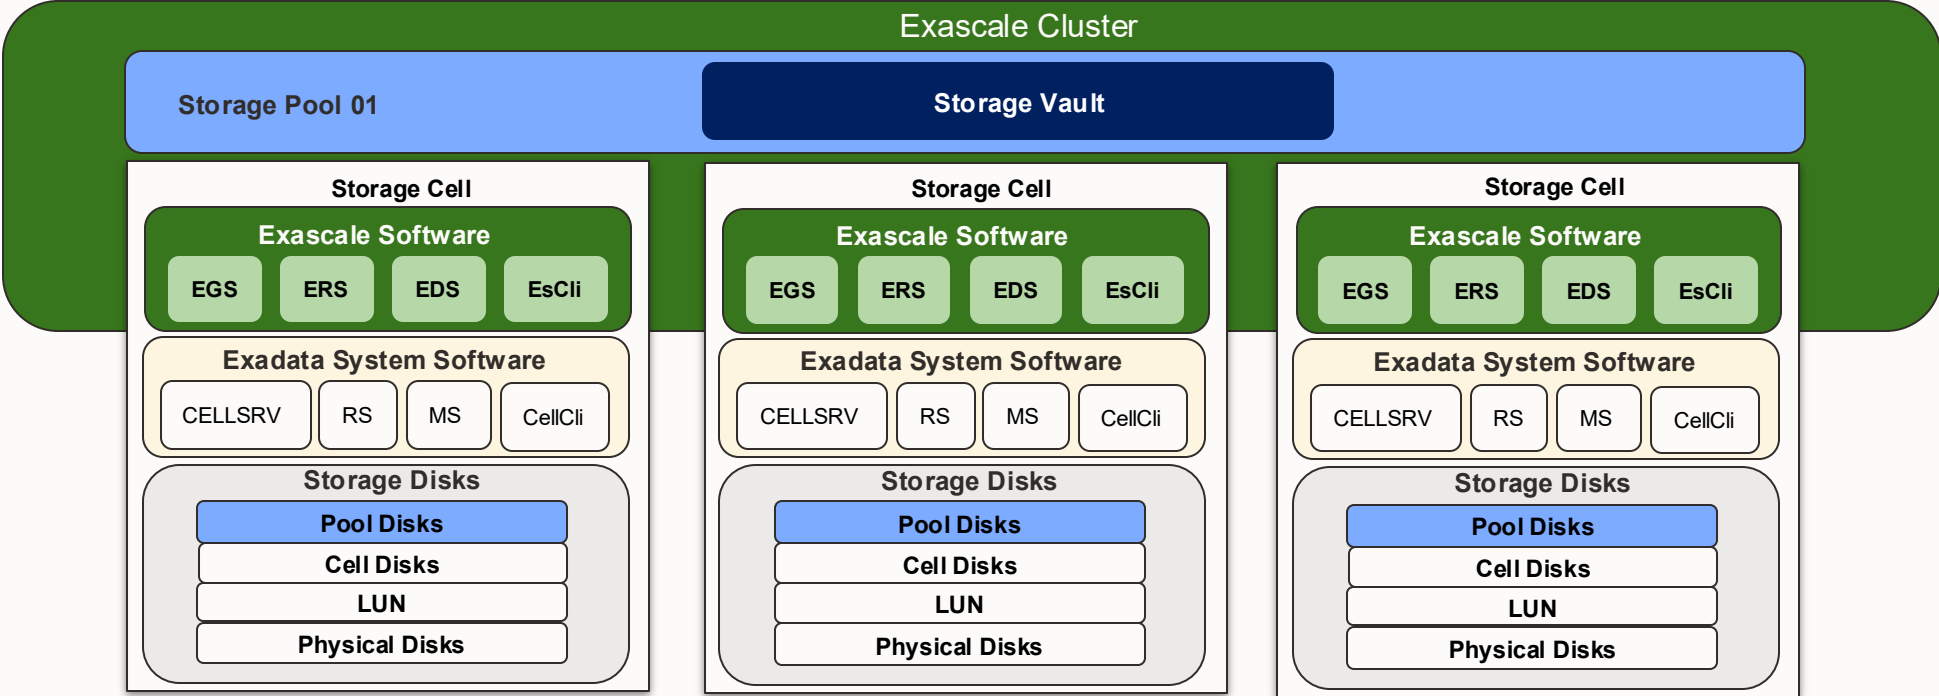 Exascale Cluster
Storage Pool 01
Storage Vault
Storage Cell
Exascale Software
EGS ERS EDS EsCli
Exadata System Software
CELLSRV RS MS CellCli
Storage Disks
Pool Disks
Cell Disks
LUN
Physical Disks
Storage Cell
Exascale Software
EGS ERS EDS EsCli
Exadata System Software
CELLSRV RS MS CellCli
Storage Disks
Pool Disks
Cell Disks
LUN
Physical Disks
Storage Cell
Exascale Software
EGS ERS EDS EsCli
Exadata System Software
CELLSRV RS MS CellCli
Storage Disks
Pool Disks
Cell Disks
LUN
Physical Disks